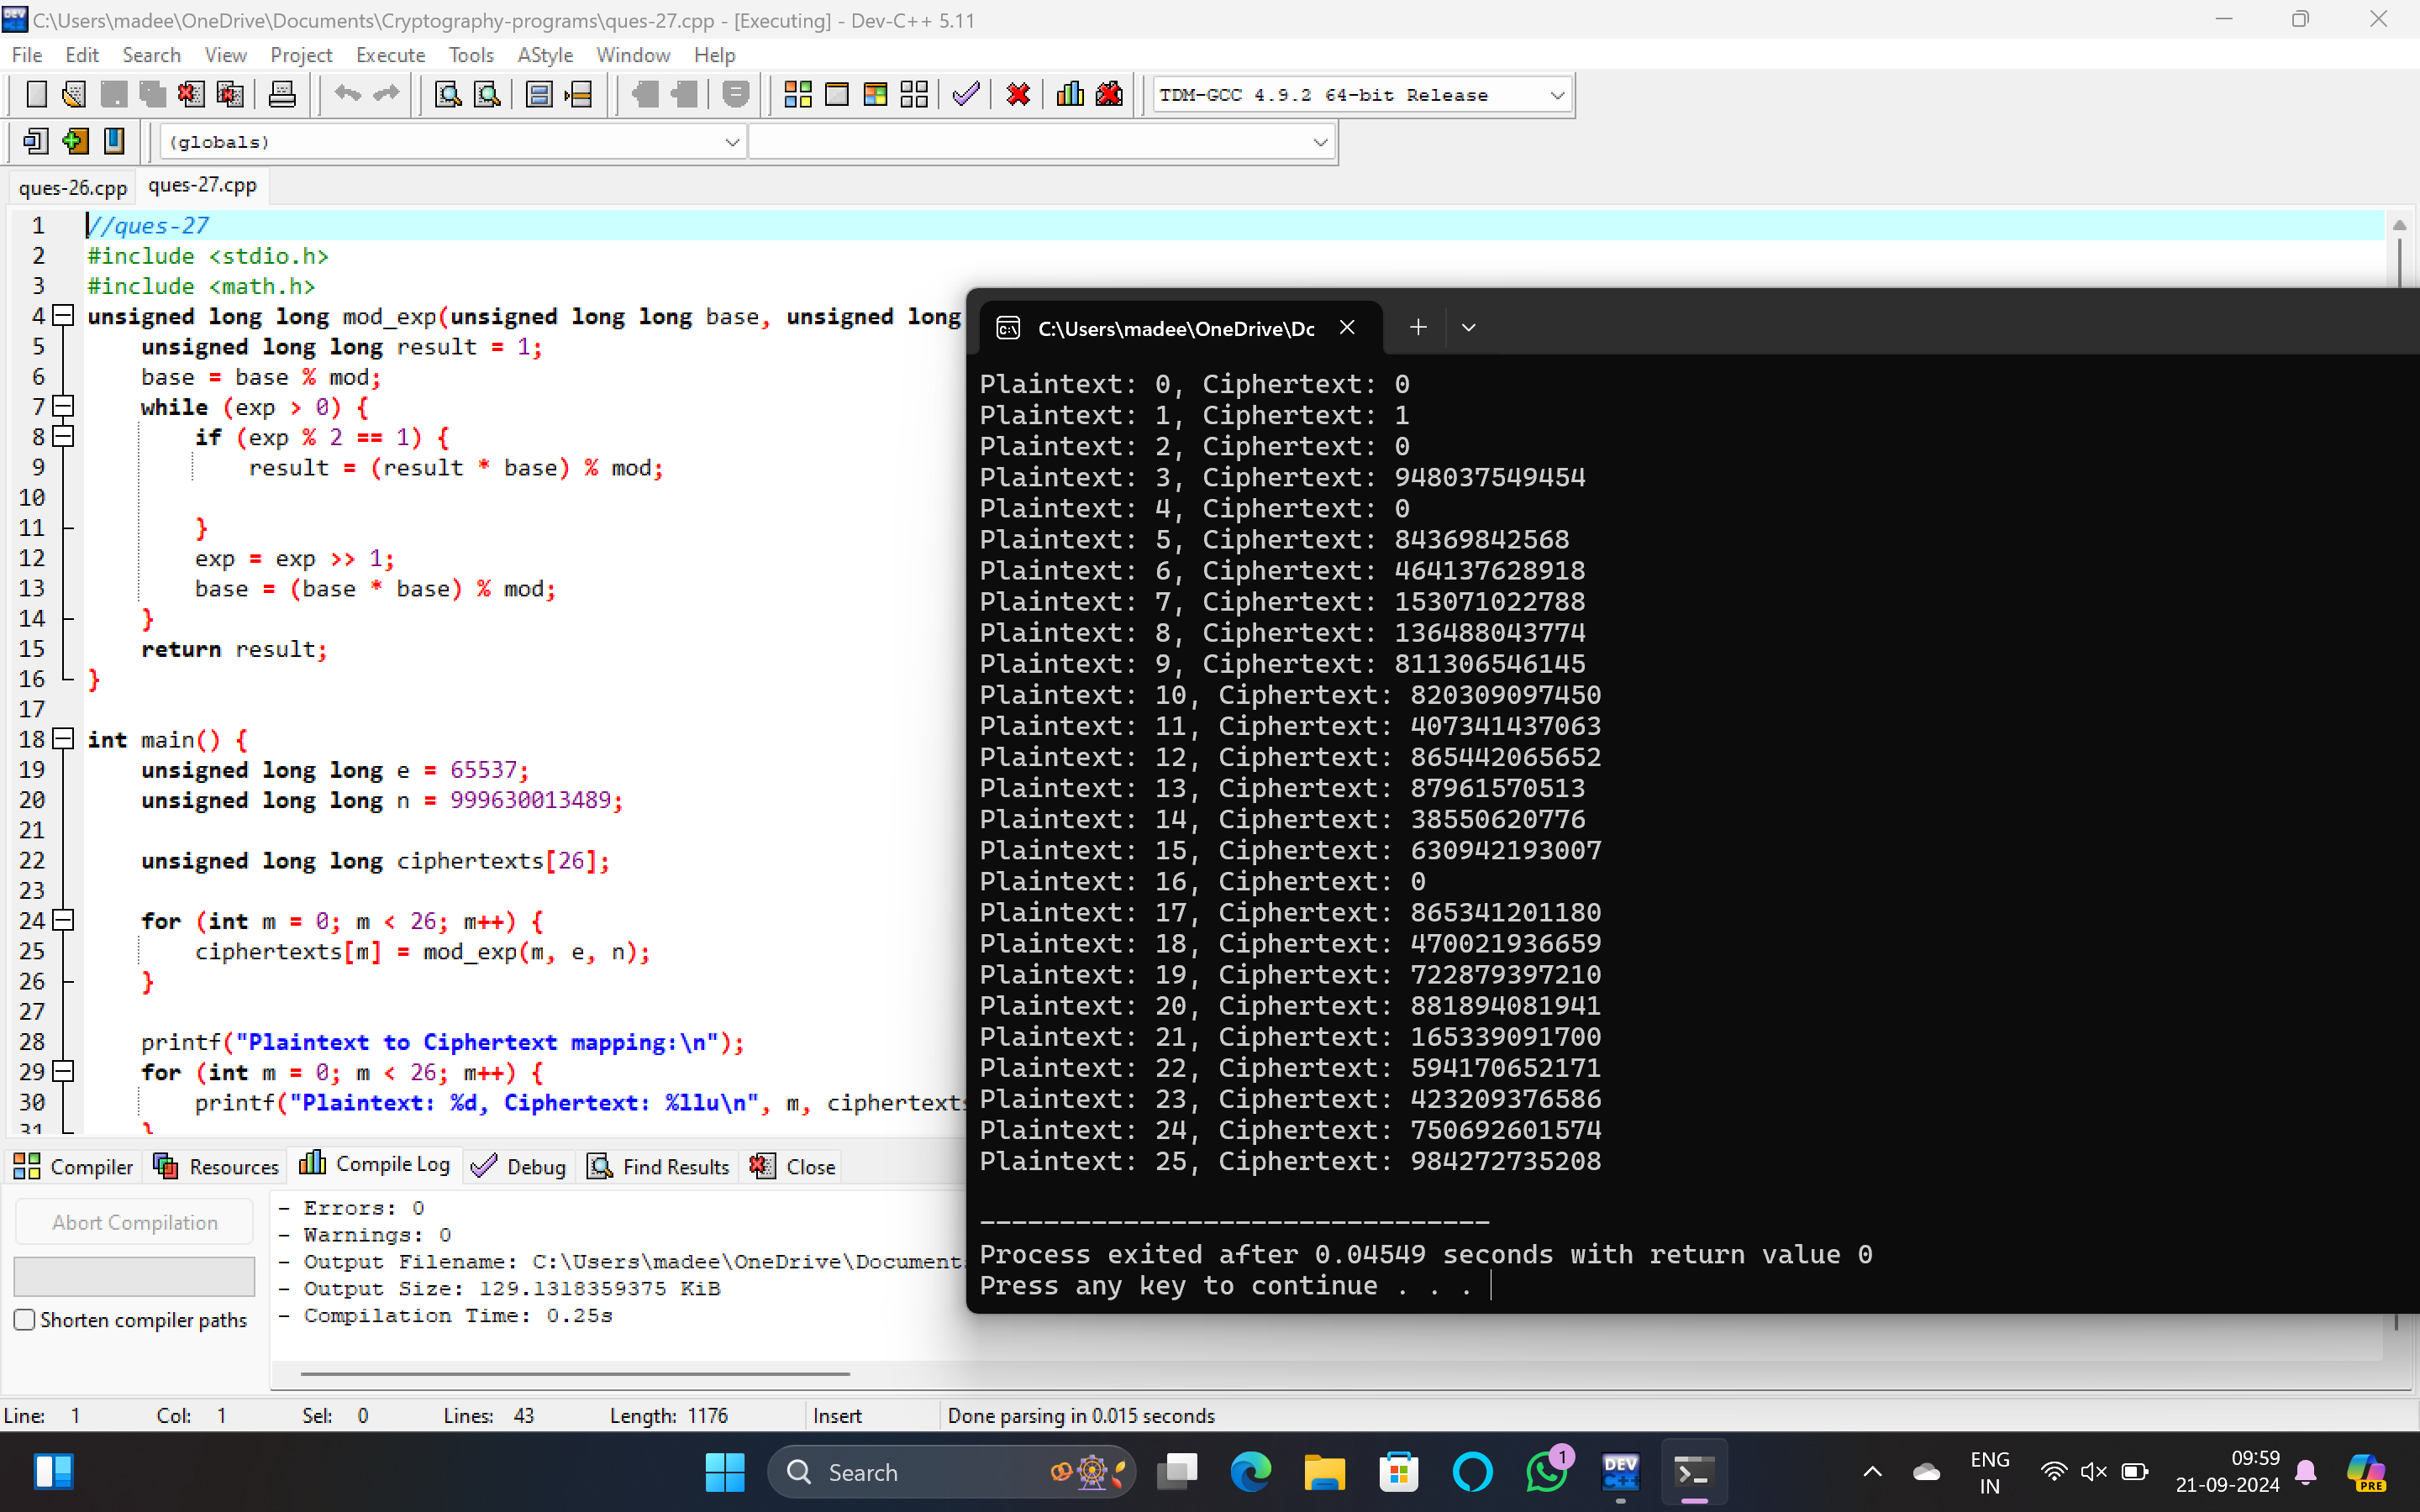 C:\Users\madee\OneDrive\Documents\Cryptography-programs\ques-27.cpp - [Executing] - Dev-C++ 5.11
File Edit Search View Project Execute Tools AStyle Window Help
TDM-GCC 4.9.2 64-bit Release
(globals)
ques-26.cpp ques-27.cpp
1 //ques-27
2 #include <stdio.h>
3 #include <math.h>
4 unsigned long long mod_exp(unsigned long long base, unsigned long
5 unsigned long long result = 1;
6 base = base % mod;
7 while (exp > 0) {
8 if (exp % 2 == 1) {
9 result = (result * base) % mod;
10
11 }
12 exp = exp >> 1;
13 base = (base * base) % mod;
14 }
15 return result;
16 }
17
18 int main() {
19 unsigned long long e = 65537;
20 unsigned long long n = 999630013489;
21
22 unsigned long long ciphertexts[26];
23
24 for (int m = 0; m < 26; m++) {
25 ciphertexts[m] = mod_exp(m, e, n);
26 }
27
28 printf("Plaintext to Ciphertext mapping:\n");
29 for (int m = 0; m < 26; m++) {
30 printf("Plaintext: %d, Ciphertext: %llu\n", m, ciphertexts
31 }
C:\Users\madee\OneDrive\Dc
Plaintext: 0, Ciphertext: 0
Plaintext: 1, Ciphertext: 1
Plaintext: 2, Ciphertext: 0
Plaintext: 3, Ciphertext: 948037549454
Plaintext: 4, Ciphertext: 0
Plaintext: 5, Ciphertext: 84369842568
Plaintext: 6, Ciphertext: 464137628918
Plaintext: 7, Ciphertext: 153071022788
Plaintext: 8, Ciphertext: 136488043774
Plaintext: 9, Ciphertext: 811306546145
Plaintext: 10, Ciphertext: 820309097450
Plaintext: 11, Ciphertext: 407341437063
Plaintext: 12, Ciphertext: 865442065652
Plaintext: 13, Ciphertext: 87961570513
Plaintext: 14, Ciphertext: 38550620776
Plaintext: 15, Ciphertext: 630942193007
Plaintext: 16, Ciphertext: 0
Plaintext: 17, Ciphertext: 865341201180
Plaintext: 18, Ciphertext: 470021936659
Plaintext: 19, Ciphertext: 722879397210
Plaintext: 20, Ciphertext: 881894081941
Plaintext: 21, Ciphertext: 165339091700
Plaintext: 22, Ciphertext: 594170652171
Plaintext: 23, Ciphertext: 423209376586
Plaintext: 24, Ciphertext: 750692601574
Plaintext: 25, Ciphertext: 984272735208
--------------------------------
Process exited after 0.04549 seconds with return value 0
Press any key to continue . . .
Compiler Resources Compile Log Debug Find Results Close
Abort Compilation
Shorten compiler paths
- Errors: 0
- Warnings: 0
- Output Filename: C:\Users\madee\OneDrive\Document
- Output Size: 129.1318359375 KiB
- Compilation Time: 0.25s
Line: 1 Col: 1 Sel: 0 Lines: 43 Length: 1176 Insert Done parsing in 0.015 seconds
Search
1
DEV C++
ENG
IN
09:59
21-09-2024
PRE